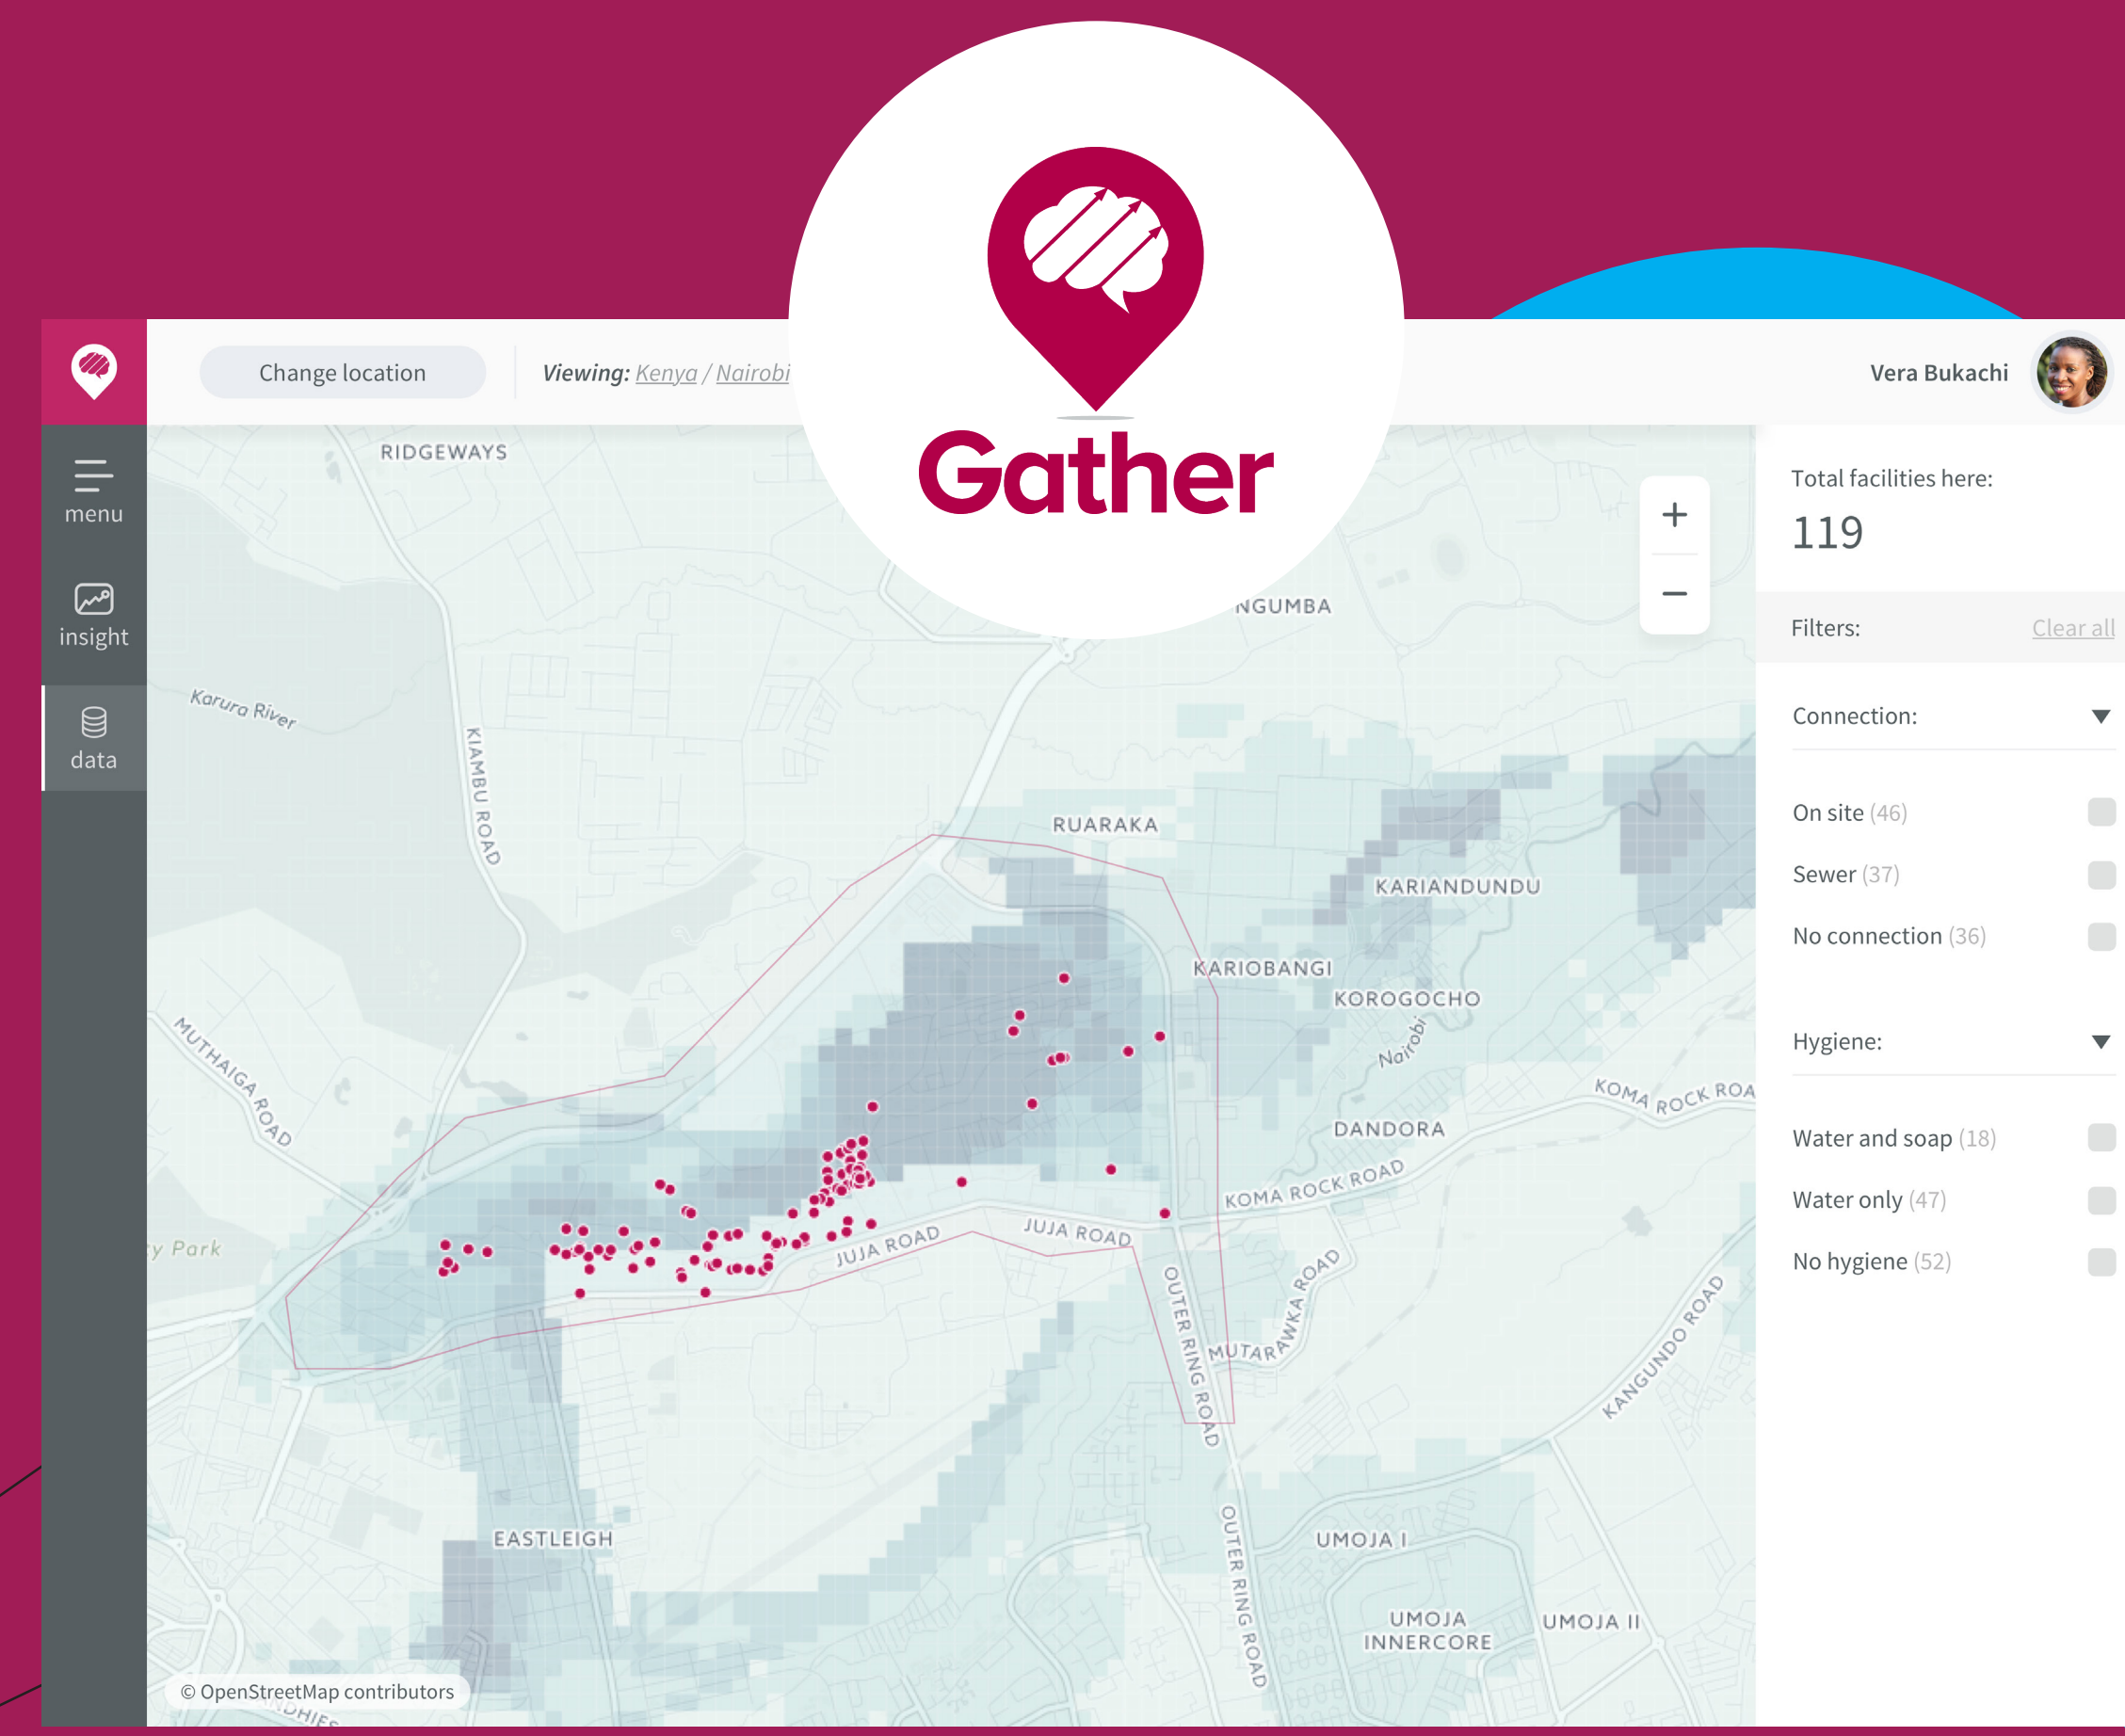 Gather
Change location
Viewing: Kenya / Nairobi
Vera Bukachi
menu
insight
data
Total facilities here:
119
Filters: Clear all
Connection:
On site (46)
Sewer (37)
No connection (36)
Hygiene:
Water and soap (18)
Water only (47)
No hygiene (52)
+
−
RIDGEWAYS
NGUMBA
Karura River
KIAMBU ROAD
RUARAKA
KARIANDUNDU
KARIOBANGI
KOROGOCHO
Nairobi
MUTHAIGA ROAD
KOMA ROCK ROA
DANDORA
KOMA ROCK ROAD
y Park
JUJA ROAD
JUJA ROAD
OUTER RING ROAD
MUTARAWKA ROAD
KANGUNDO ROAD
EASTLEIGH
OUTER RING ROAD
UMOJA I
UMOJA
INNERCORE
UMOJA II
© OpenStreetMap contributors